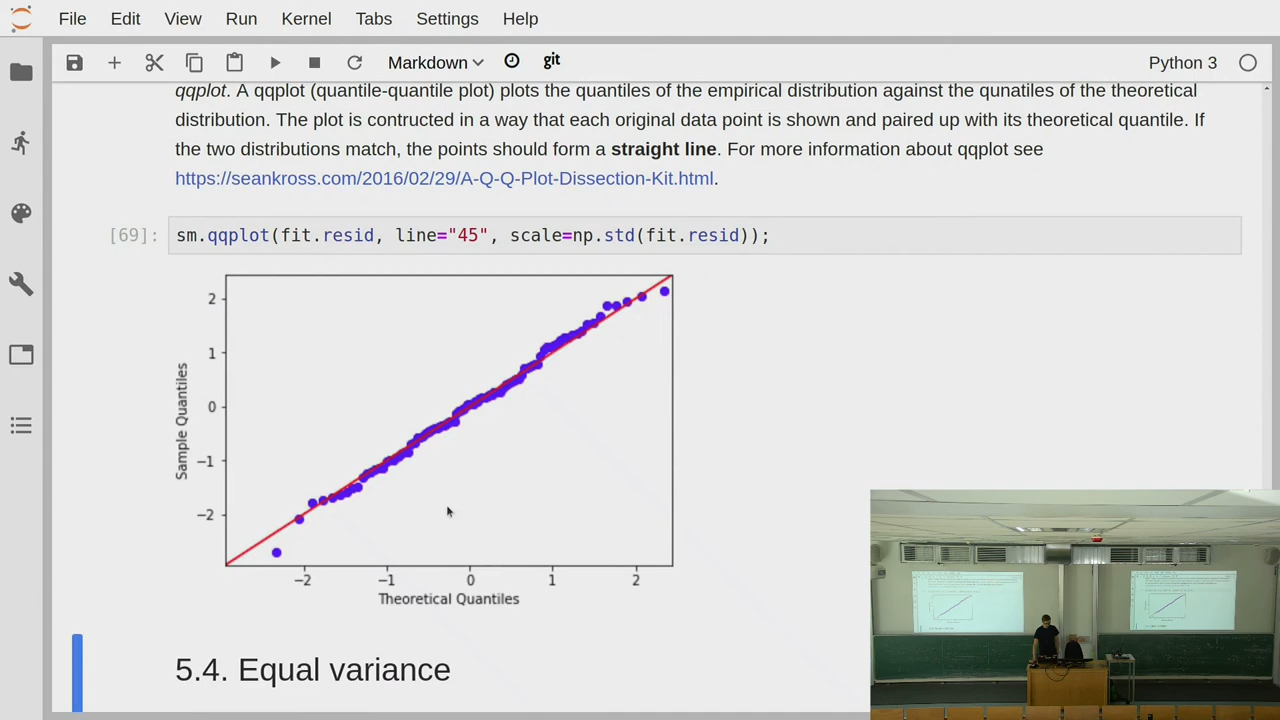 File Edit View Run Kernel Tabs Settings Help
Markdown git Python 3
qqplot. A qqplot (quantile-quantile plot) plots the quantiles of the empirical distribution against the qunatiles of the theoretical
distribution. The plot is contructed in a way that each original data point is shown and paired up with its theoretical quantile. If
the two distributions match, the points should form a straight line. For more information about qqplot see
https://seankross.com/2016/02/29/A-Q-Q-Plot-Dissection-Kit.html.
[69]: sm.qqplot(fit.resid, line="45", scale=np.std(fit.resid));
2
1
0
−1
−2
Sample Quantiles
−2 −1 0 1 2
Theoretical Quantiles
5.4. Equal variance